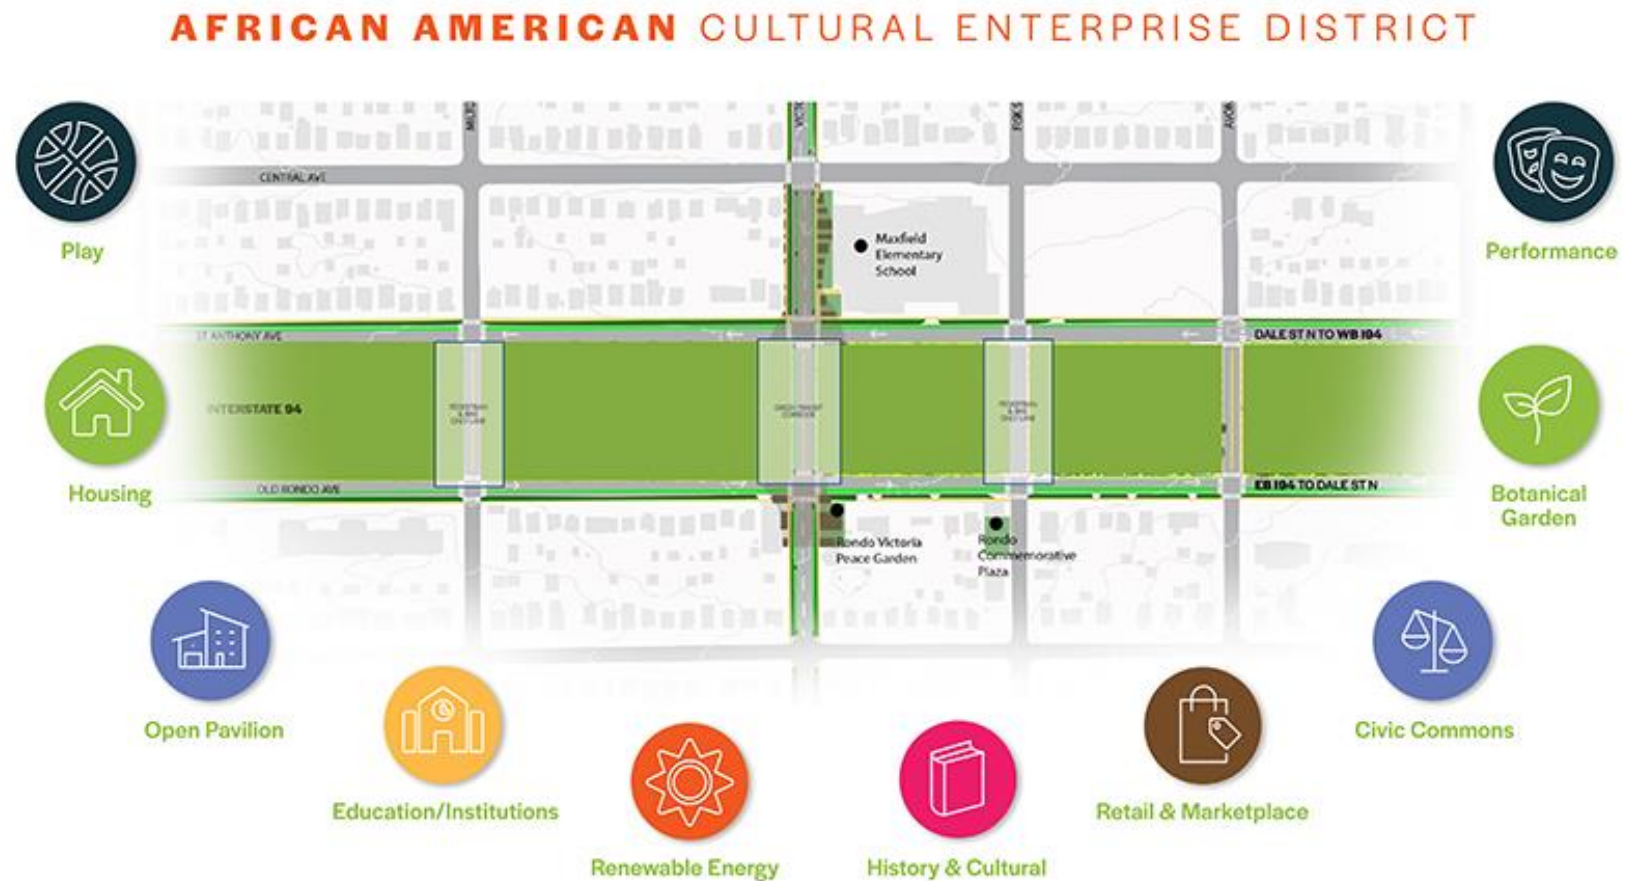 AFRICAN AMERICAN CULTURAL ENTERPRISE DISTRICT
CENTRAL AVE
Play
Maxfield
Elementary
School
Performance
ST ANTHONY AVE
DALE ST N TO WB I94
INTERSTATE 94
Housing
OLD RONDO AVE
EB I94 TO DALE ST N
Botanical
Garden
Rondo Victoria
Peace Garden
Rondo
Commemorative
Plaza
Open Pavilion
Civic Commons
Education/Institutions
Retail & Marketplace
Renewable Energy
History & Cultural